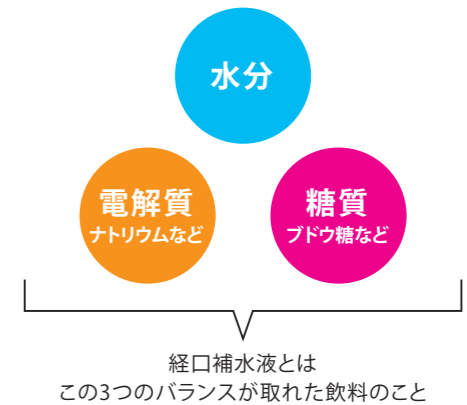 水分
電解質
ナトリウムなど
糖質
ブドウ糖など
経口補水液とは
この3つのバランスが取れた飲料のこと